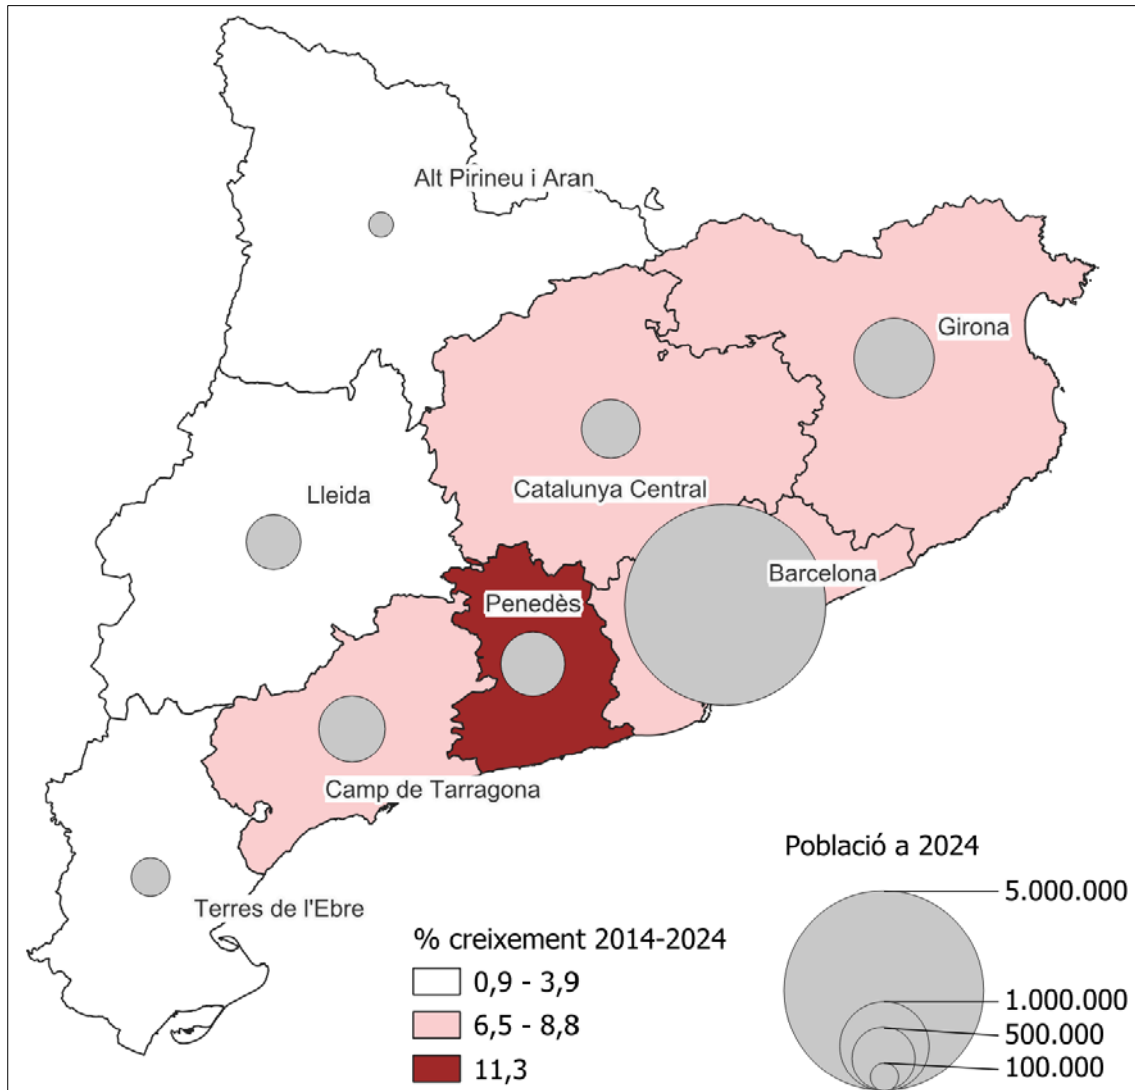 Alt Pirineu i Aran
Girona
Lleida
Catalunya Central
Barcelona
Penedès
Camp de Tarragona
Terres de l'Ebre
% creixement 2014-2024
0,9 - 3,9
6,5 - 8,8
11,3
Població a 2024
5.000.000
1.000.000
500.000
100.000